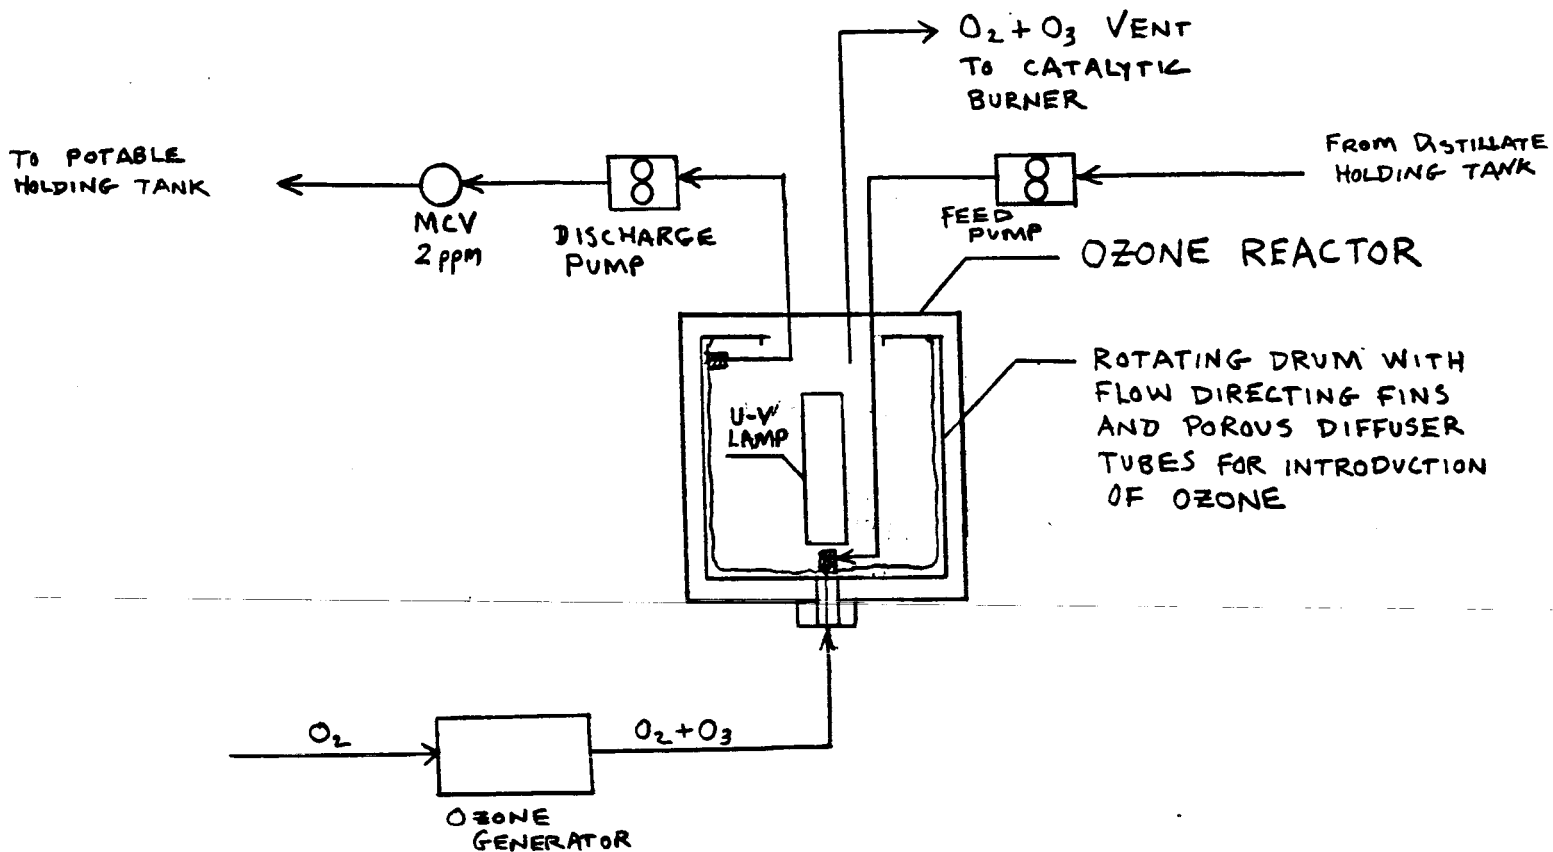 O2 + O3 VENT
TO CATALYTIC
BURNER
TO POTABLE
HOLDING TANK
MCV
2 ppm
DISCHARGE
PUMP
FEED
PUMP
FROM DISTILLATE
HOLDING TANK
OZONE REACTOR
ROTATING DRUM WITH
FLOW DIRECTING FINS
AND POROUS DIFFUSER
TUBES FOR INTRODUCTION
OF OZONE
U-V
LAMP
O2
O2+O3
OZONE
GENERATOR